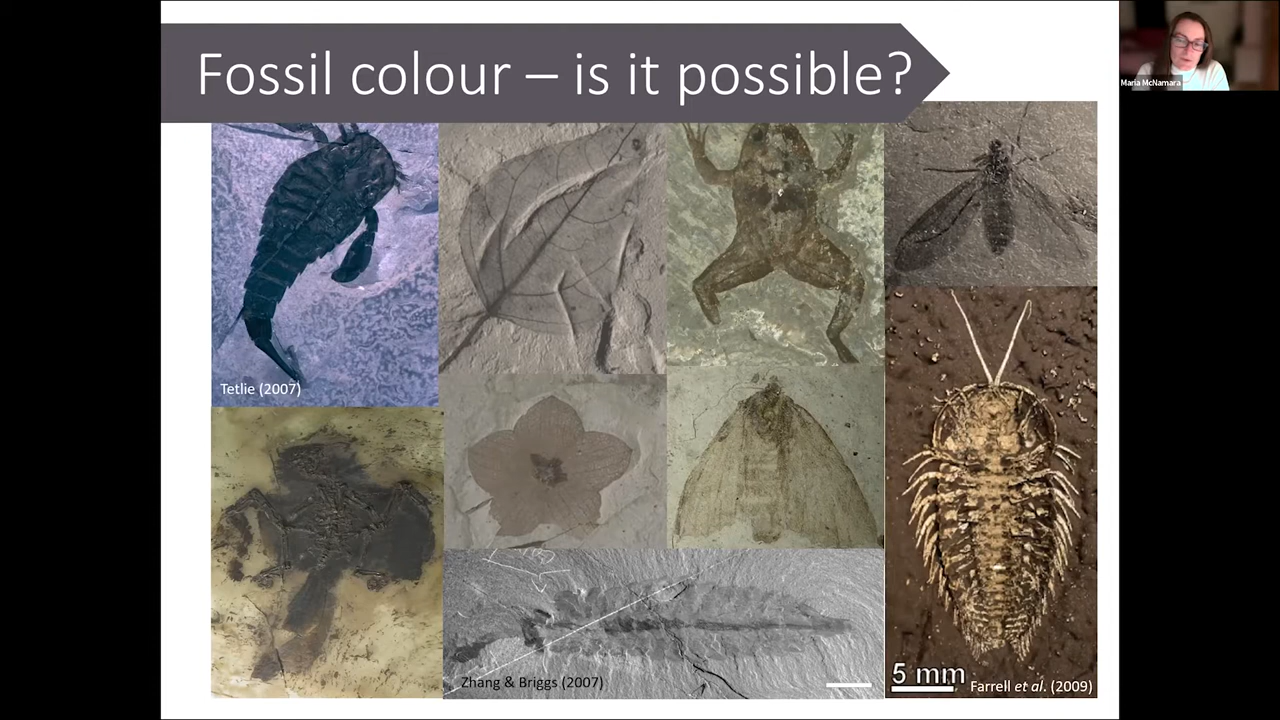 Fossil colour – is it possible?
Maria McNamara
Tetlie (2007)
Zhang & Briggs (2007)
5 mm
Farrell et al. (2009)